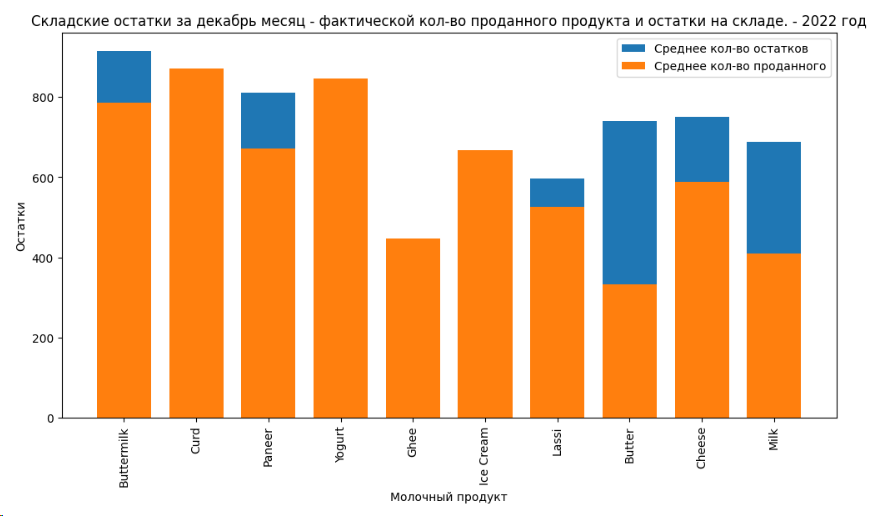 Складские остатки за декабрь месяц - фактической кол-во проданного продукта и остатки на складе. - 2022 год
Среднее кол-во остатков
Среднее кол-во проданного
800
600
400
200
0
Остатки
Buttermilk
Curd
Paneer
Yogurt
Ghee
Ice Cream
Lassi
Butter
Cheese
Milk
Молочный продукт